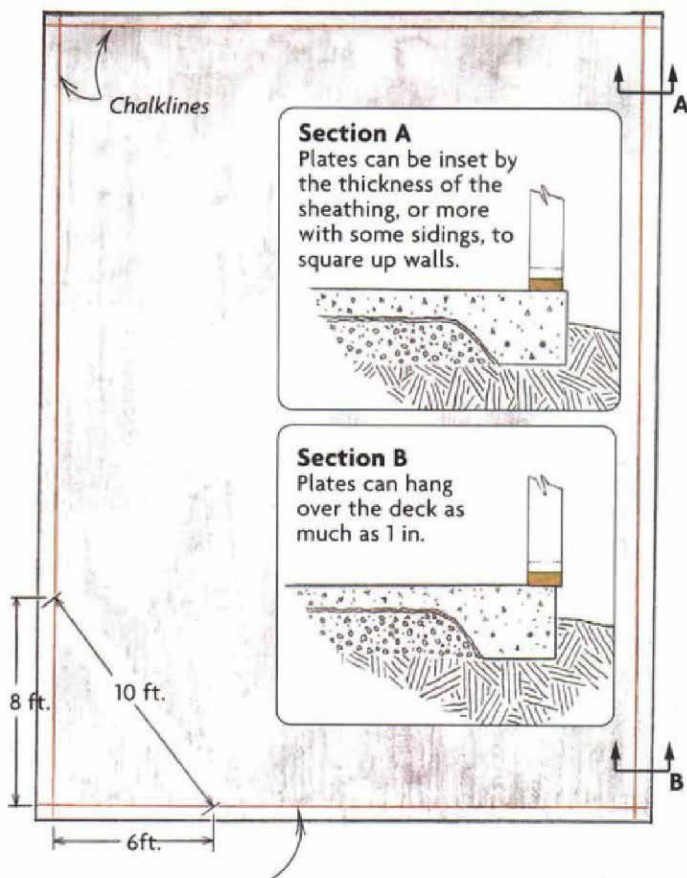 Chalklines
A
Section A
Plates can be inset by
the thickness of the
sheathing, or more
with some sidings, to
square up walls.
Section B
Plates can hang
over the deck as
much as 1 in.
8 ft.
10 ft.
B
6ft.